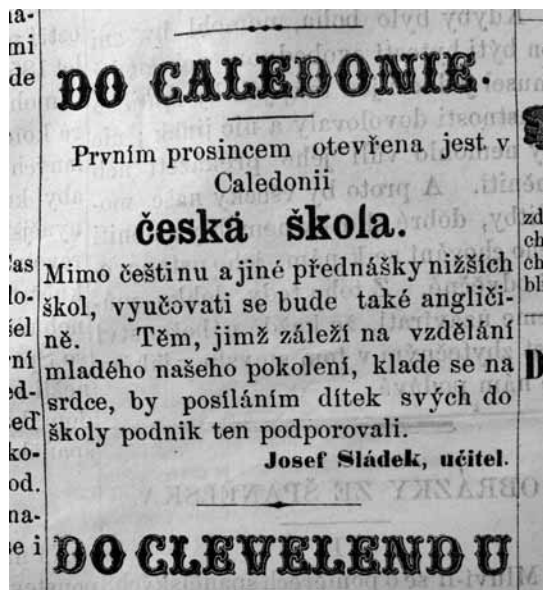 DO CALEDONIE.
Prvním prosincem otevřena jest v
Caledonii
česká škola.
Mimo češtinu a jiné přednášky nižších
škol, vyučovati se bude také angliči-
ně. Těm, jimž záleží na vzdělání
mladého našeho pokolení, klade se na
srdce, by posíláním dítek svých do
školy podnik ten podporovali.
Josef Sládek, učitel.
DO CLEVELENDU